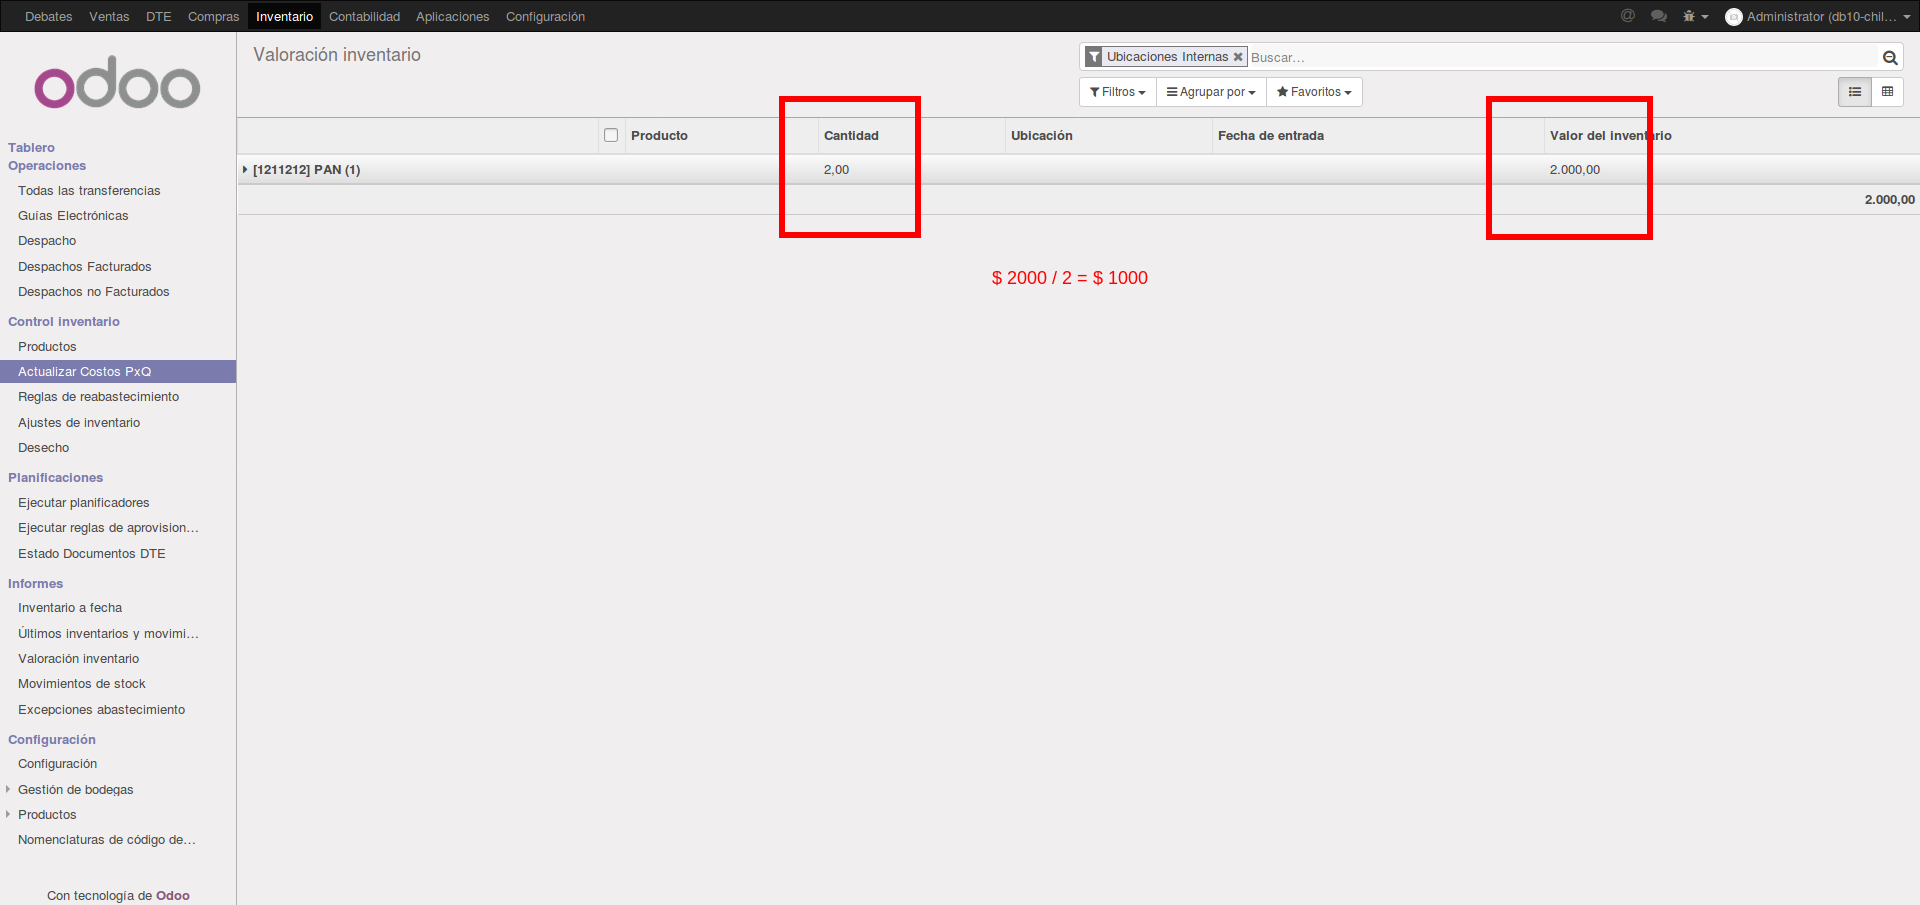 Debates Ventas DTE Compras Inventario Contabilidad Aplicaciones Configuración @ Administrator (db10-chil...
odoo
Tablero
Operaciones
Todas las transferencias
Guías Electrónicas
Despacho
Despachos Facturados
Despachos no Facturados
Control inventario
Productos
Actualizar Costos PxQ
Reglas de reabastecimiento
Ajustes de inventario
Desecho
Planificaciones
Ejecutar planificadores
Ejecutar reglas de aprovision...
Estado Documentos DTE
Informes
Inventario a fecha
Últimos inventarios y movimi...
Valoración inventario
Movimientos de stock
Excepciones abastecimiento
Configuración
Configuración
Gestión de bodegas
Productos
Nomenclaturas de código de...
Con tecnología de Odoo
Valoración inventario
Ubicaciones Internas Buscar...
Filtros Agrupar por Favoritos
Producto Cantidad Ubicación Fecha de entrada Valor del inventario
[1211212] PAN (1) 2,00 2.000,00
2.000,00
$ 2000 / 2 = $ 1000